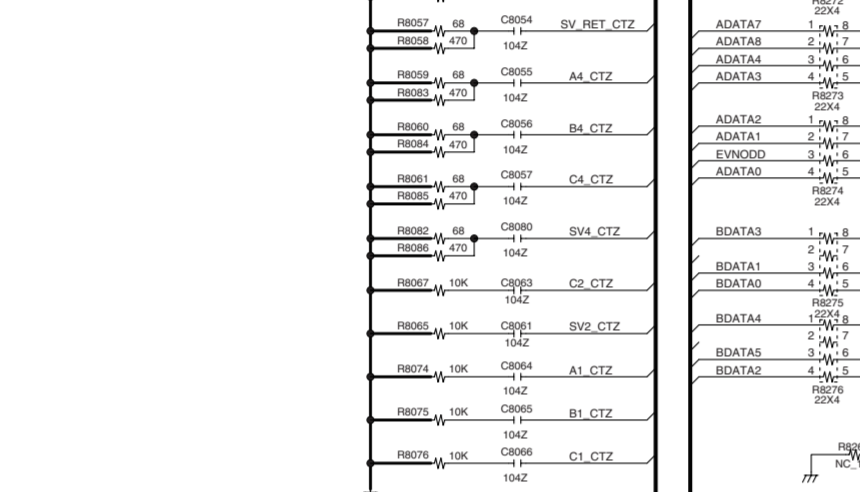 R8057 68 C8054 SV_RET_CTZ
R8058 470 104Z
R8059 68 C8055 A4_CTZ
R8083 470 104Z
R8060 68 C8056 B4_CTZ
R8084 470 104Z
R8061 68 C8057 C4_CTZ
R8085 470 104Z
R8082 68 C8080 SV4_CTZ
R8086 470 104Z
R8067 10K C8063 C2_CTZ
104Z
R8065 10K C8061 SV2_CTZ
104Z
R8074 10K C8064 A1_CTZ
104Z
R8075 10K C8065 B1_CTZ
104Z
R8076 10K C8066 C1_CTZ
104Z
R8272
22X4
ADATA7 1 8
ADATA8 2 7
ADATA4 3 6
ADATA3 4 5
R8273
22X4
ADATA2 1 8
ADATA1 2 7
EVNODD 3 6
ADATA0 4 5
R8274
22X4
BDATA3 1 8
2 7
BDATA1 3 6
BDATA0 4 5
R8275
22X4
BDATA4 1 8
2 7
BDATA5 3 6
BDATA2 4 5
R8276
22X4